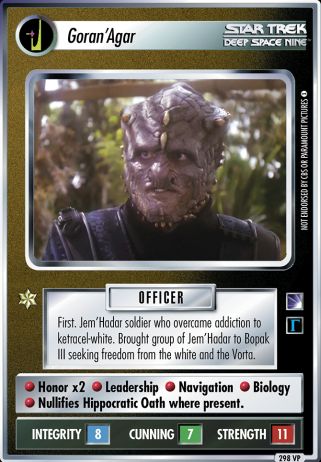 Goran'Agar
STAR TREK
DEEP SPACE NINE
NOT ENDORSED BY CBS OR PARAMOUNT PICTURES
OFFICER
First. Jem'Hadar soldier who overcame addiction to
ketracel-white. Brought group of Jem'Hadar to Bopak
III seeking freedom from the white and the Vorta.
Honor x2 Leadership Navigation Biology
Nullifies Hippocratic Oath where present.
INTEGRITY 8 CUNNING 7 STRENGTH 11
298 VP